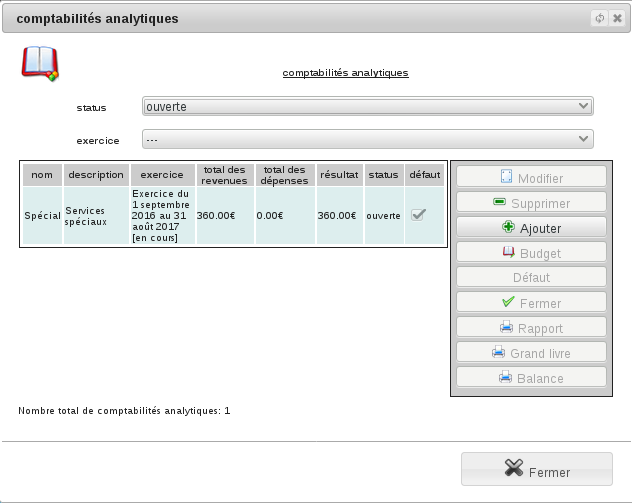 comptabilités analytiques
comptabilités analytiques
status
ouverte
exercice
---
nom description exercice total des revenues total des dépenses résultat status défaut
Spécial Services spéciaux Exercice du 1 septembre 2016 au 31 août 2017 [en cours] 360.00€ 0.00€ 360.00€ ouverte
Modifier
Supprimer
Ajouter
Budget
Défaut
Fermer
Rapport
Grand livre
Balance
Nombre total de comptabilités analytiques: 1
Fermer